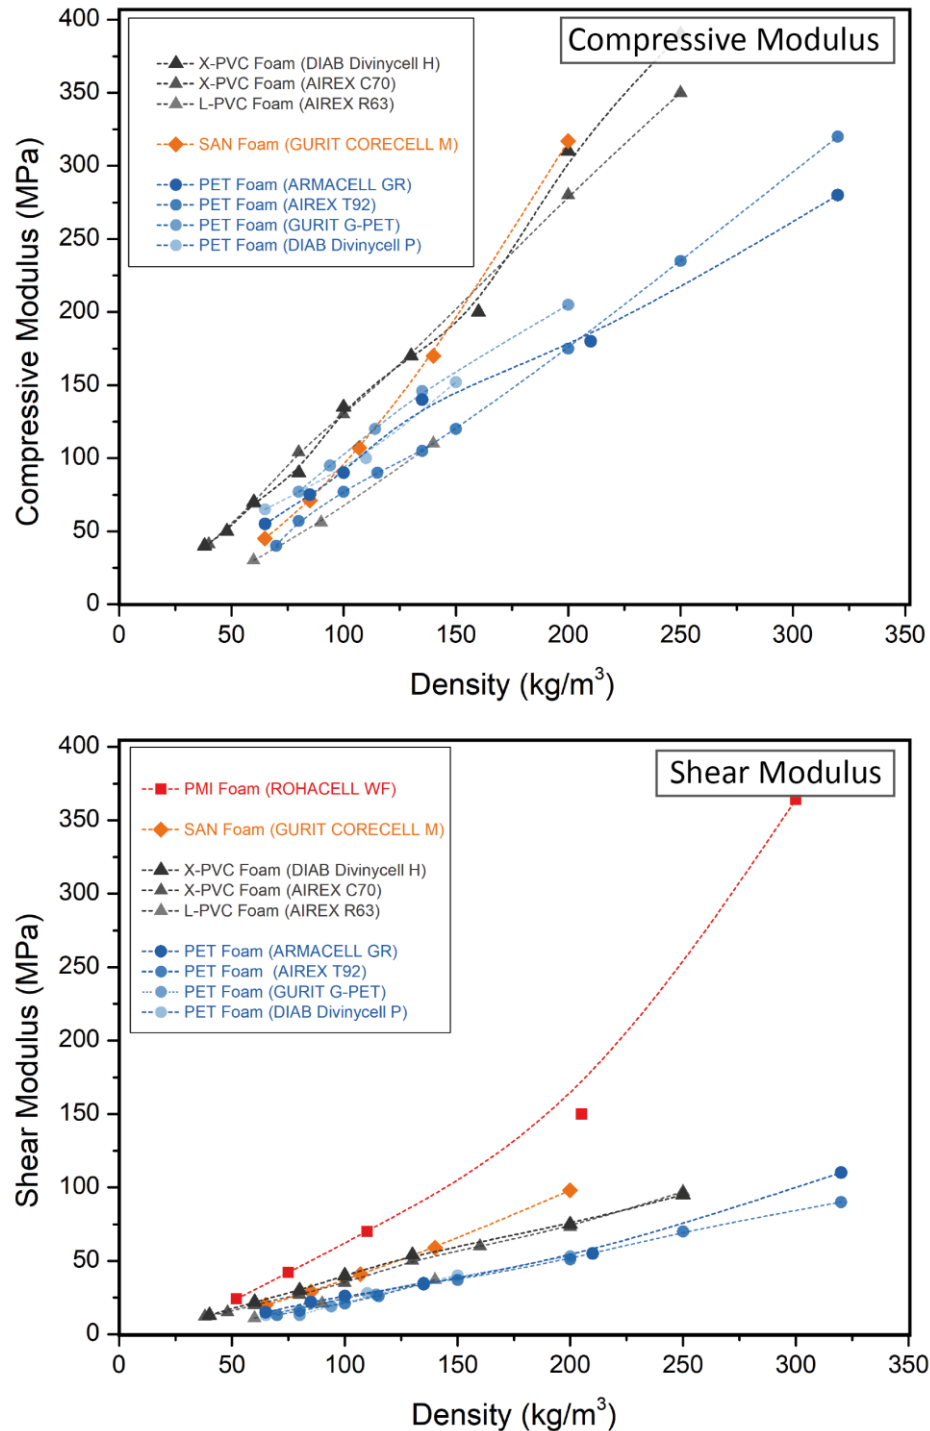 Compressive Modulus
X-PVC Foam (DIAB Divinycell H)
X-PVC Foam (AIREX C70)
L-PVC Foam (AIREX R63)
SAN Foam (GURIT CORECELL M)
PET Foam (ARMACELL GR)
PET Foam (AIREX T92)
PET Foam (GURIT G-PET)
PET Foam (DIAB Divinycell P)
Compressive Modulus (MPa)
400
350
300
250
200
150
100
50
0
0 50 100 150 200 250 300 350
Density (kg/m³)
Shear Modulus
PMI Foam (ROHACELL WF)
SAN Foam (GURIT CORECELL M)
X-PVC Foam (DIAB Divinycell H)
X-PVC Foam (AIREX C70)
L-PVC Foam (AIREX R63)
PET Foam (ARMACELL GR)
PET Foam (AIREX T92)
PET Foam (GURIT G-PET)
PET Foam (DIAB Divinycell P)
Shear Modulus (MPa)
400
350
300
250
200
150
100
50
0
0 50 100 150 200 250 300 350
Density (kg/m³)